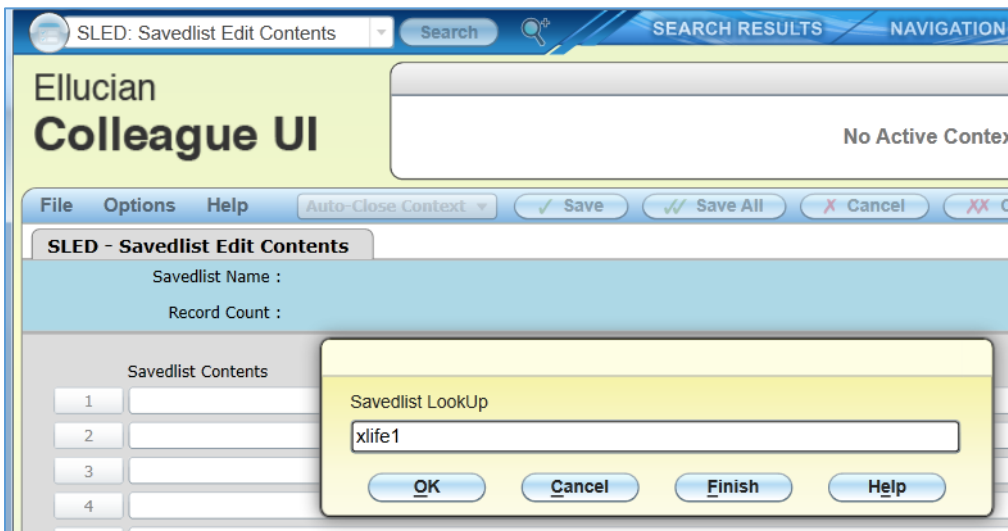 SLED: Savedlist Edit Contents Search SEARCH RESULTS NAVIGATION
Ellucian
Colleague UI
No Active Contex
File Options Help Auto-Close Context Save Save All Cancel
SLED - Savedlist Edit Contents
Savedlist Name :
Record Count :
Savedlist Contents
1
2
3
4
Savedlist LookUp
xlife1
OK Cancel Finish Help